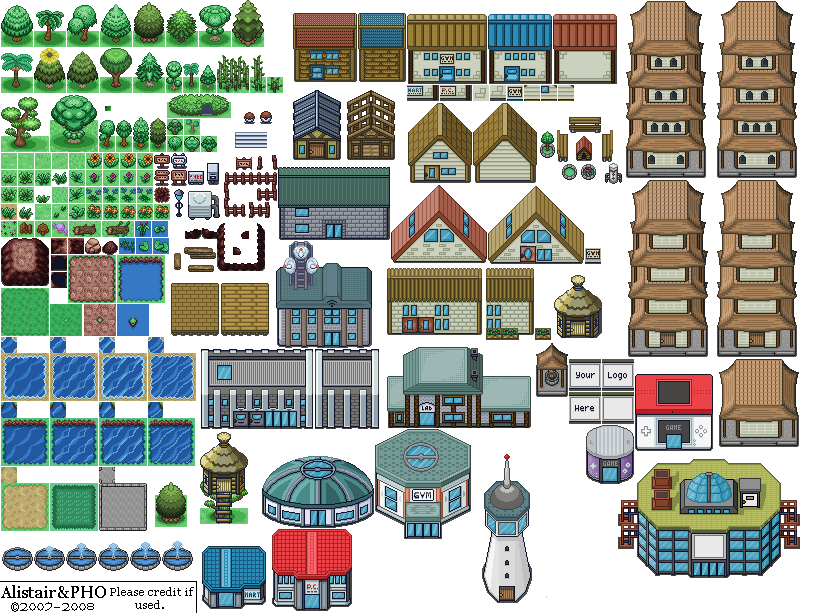 GYM
MART
P.C.
GYM
GYM
Your
Logo
Here
LAB
GAME
GAME
GYM
MART
P.C.
Alistair&PHO
©2007-2008
Please credit if
used.